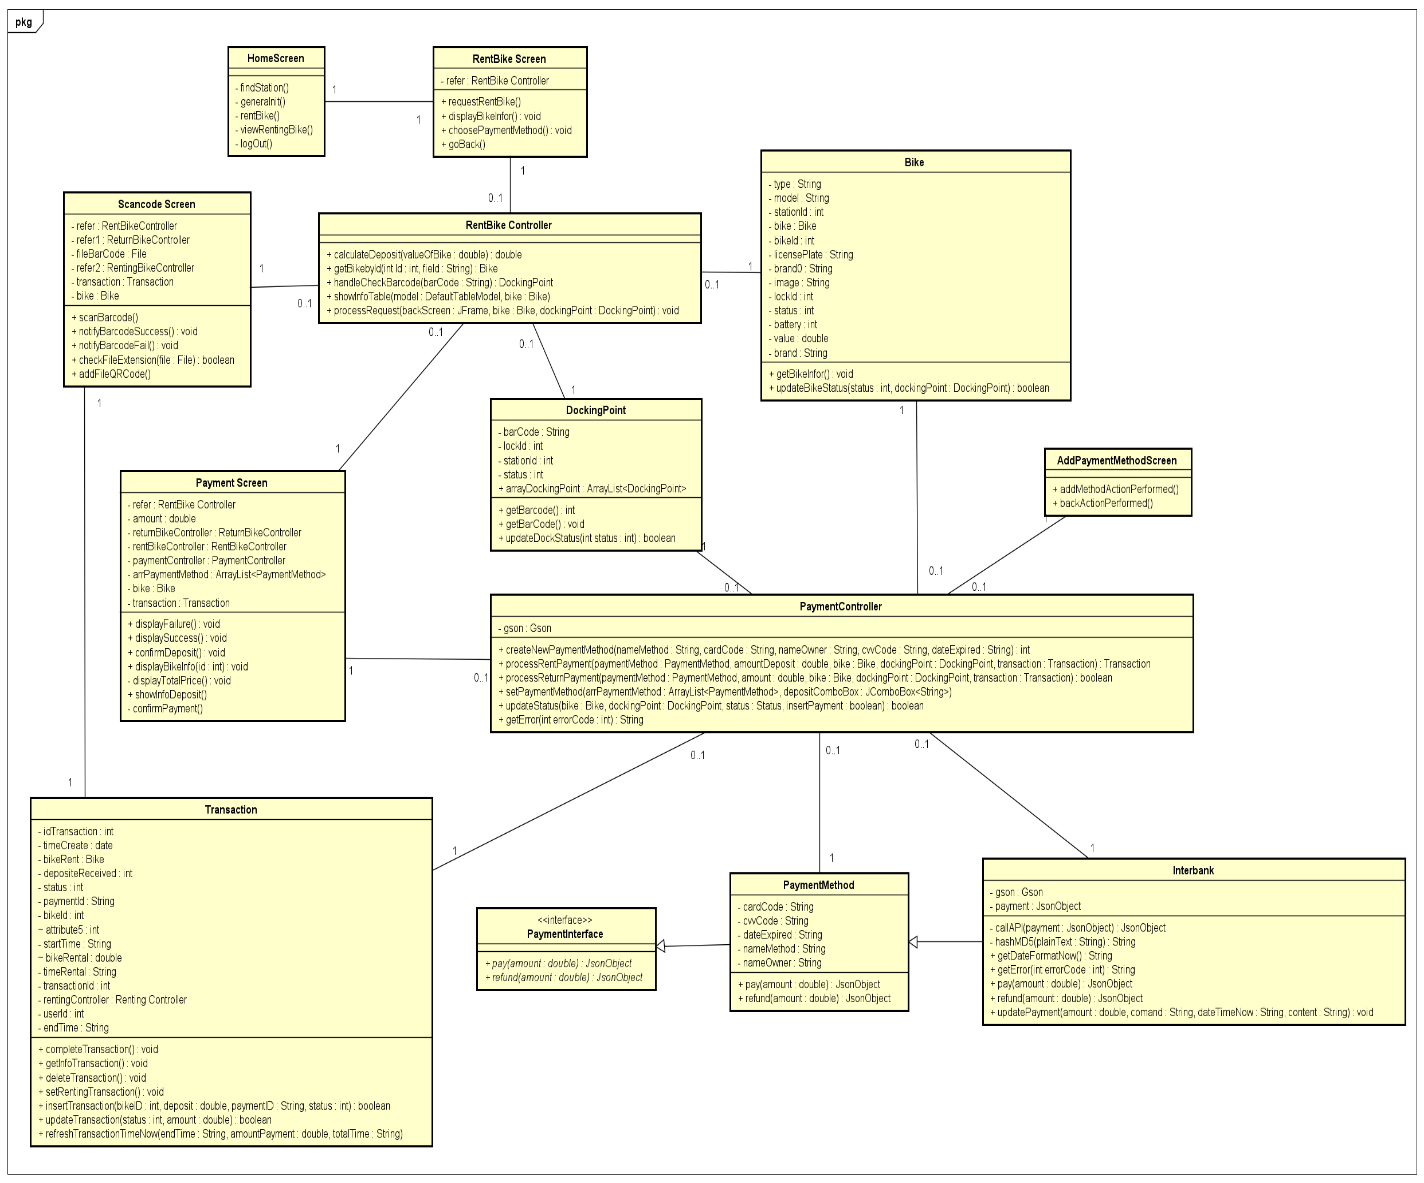 pkg
HomeScreen
- findStation()
- generalnit()
- rentBike()
- viewRentingBike()
- logOut()
RentBike Screen
- refer : RentBike Controller
+ requestRentBike()
+ displayBikeInfor() : void
+ choosePaymentMethod() : void
+ goBack()
1
1
1
0..1
Bike
- type : String
- model : String
- stationId : int
- bike : Bike
- bikeId : int
- licensePlate : String
- brand0 : String
- image : String
- lockId : int
- status : int
- battery : int
- value : double
- brand : String
+ getBikeInfor() : void
+ updateBikeStatus(status : int, dockingPoint : DockingPoint) : boolean
Scancode Screen
- refer : RentBikeController
- refer1 : ReturnBikeController
- fileBarCode : File
- refer2 : RentingBikeController
- transaction : Transaction
- bike : Bike
+ scanBarcode()
+ notifyBarcodeSuccess() : void
+ notifyBarcodeFail() : void
+ checkFileExtension(file : File) : boolean
+ addFileQRCode()
RentBike Controller
+ calculateDeposit(valueOfBike : double) : double
+ getBikebyId(int Id : int, field : String) : Bike
+ handleCheckBarcode(barCode : String) : DockingPoint
+ showInfoTable(model : DefaultTableModel, bike : Bike)
+ processRequest(backScreen : JFrame, bike : Bike, dockingPoint : DockingPoint) : void
1
0..1
1
0..1
0..1
0..1
1
1
1
1
DockingPoint
- barCode : String
- lockId : int
- stationId : int
- status : int
+ arrayDockingPoint : ArrayList<DockingPoint>
+ getBarcode() : int
+ getBarCode() : void
+ updateDockStatus(int status : int) : boolean
AddPaymentMethodScreen
+ addMethodActionPerformed()
+ backActionPerformed()
Payment Screen
- refer : RentBike Controller
- amount : double
- returnBikeController : ReturnBikeController
- rentBikeController : RentBikeController
- paymentController : PaymentController
- arrPaymentMethod : ArrayList<PaymentMethod>
- bike : Bike
- transaction : Transaction
+ displayFailure() : void
+ displaySuccess() : void
+ confirmDeposit() : void
+ displayBikeInfo(id : int) : void
- displayTotalPrice() : void
+ showInfoDeposit()
- confirmPayment()
1
1
0..1
0..1
0..1
1
0..1
PaymentController
- gson : Gson
+ createNewPaymentMethod(nameMethod : String, cardCode : String, nameOwner : String, cvvCode : String, dateExpired : String) : int
+ processRentPayment(paymentMethod : PaymentMethod, amountDeposit : double, bike : Bike, dockingPoint : DockingPoint, transaction : Transaction) : Transaction
+ processReturnPayment(paymentMethod : PaymentMethod, amount : double, bike : Bike, dockingPoint : DockingPoint, transaction : Transaction) : boolean
+ setPaymentMethod(arrPaymentMethod : ArrayList<PaymentMethod>, depositComboBox : JComboBox<String>)
+ updateStatus(bike : Bike, dockingPoint : DockingPoint, status : Status, insertPayment : boolean) : boolean
+ getError(int errorCode : int) : String
0..1
0..1
0..1
1
1
1
1
Transaction
- idTransaction : int
- timeCreate : date
- bikeRent : Bike
- depositeReceived : int
- status : int
- paymentId : String
- bikeId : int
~ attribute5 : int
- startTime : String
~ bikeRental : double
- timeRental : String
- transactionId : int
- rentingController : Renting Controller
- userId : int
- endTime : String
+ completeTransaction() : void
+ getInfoTransaction() : void
+ deleteTransaction() : void
+ setRentingTransaction() : void
+ insertTransaction(bikeID : int, deposit : double, paymentID : String, status : int) : boolean
+ updateTransaction(status : int, amount : double) : boolean
+ refreshTransactionTimeNow(endTime : String, amountPayment : double, totalTime : String)
<<interface>>
PaymentInterface
+ pay(amount : double) : JsonObject
+ refund(amount : double) : JsonObject
PaymentMethod
- cardCode : String
- cvvCode : String
- dateExpired : String
- nameMethod : String
- nameOwner : String
+ pay(amount : double) : JsonObject
+ refund(amount : double) : JsonObject
Interbank
- gson : Gson
- payment : JsonObject
- callAPI(payment : JsonObject) : JsonObject
- hashMD5(plainText : String) : String
+ getDateFormatNow() : String
+ getError(int errorCode : int) : String
+ pay(amount : double) : JsonObject
+ refund(amount : double) : JsonObject
+ updatePayment(amount : double, comand : String, dateTimeNow : String, content : String) : void